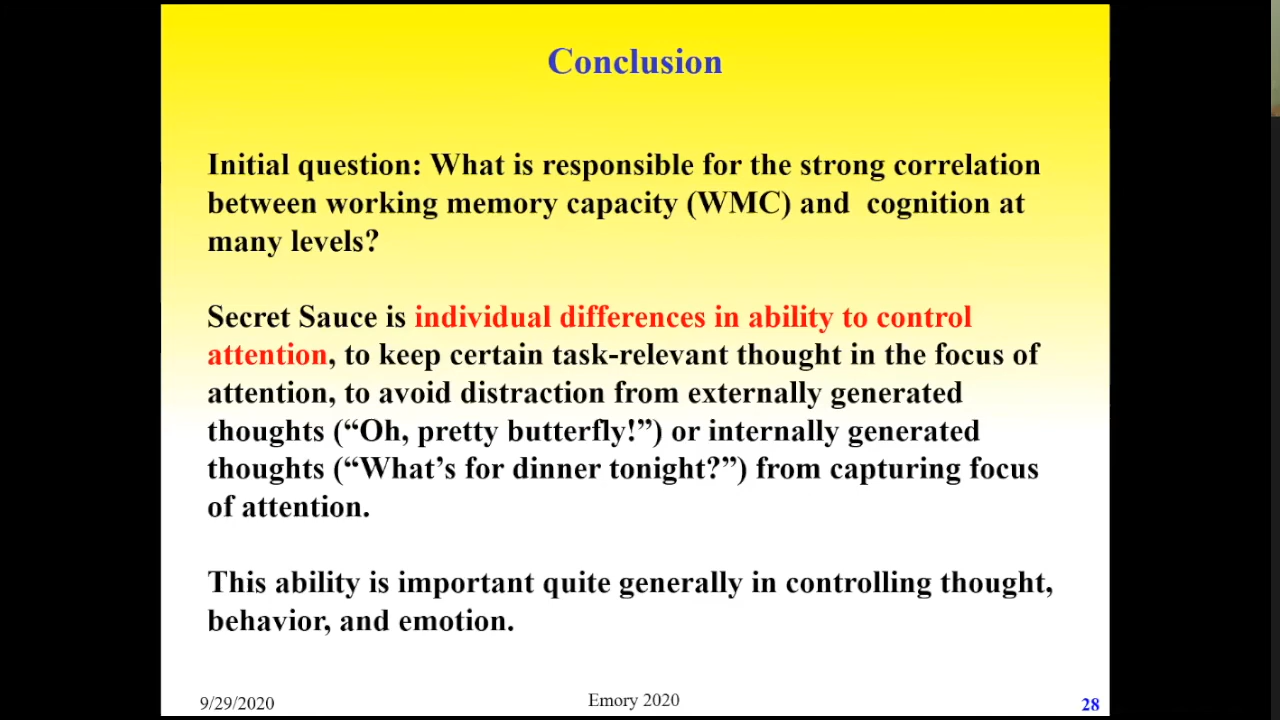 Conclusion
Initial question: What is responsible for the strong correlation
between working memory capacity (WMC) and cognition at
many levels?
Secret Sauce is individual differences in ability to control
attention, to keep certain task-relevant thought in the focus of
attention, to avoid distraction from externally generated
thoughts (“Oh, pretty butterfly!”) or internally generated
thoughts (“What’s for dinner tonight?”) from capturing focus
of attention.
This ability is important quite generally in controlling thought,
behavior, and emotion.
9/29/2020
Emory 2020
28